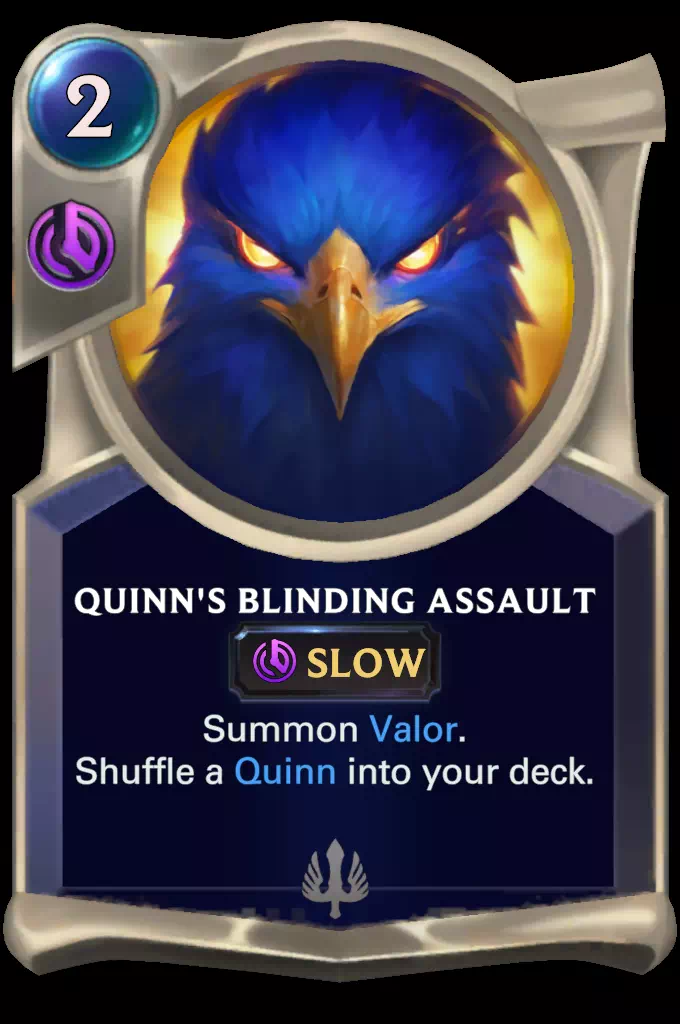 2
QUINN'S BLINDING ASSAULT
SLOW
Summon Valor.
Shuffle a Quinn into your deck.